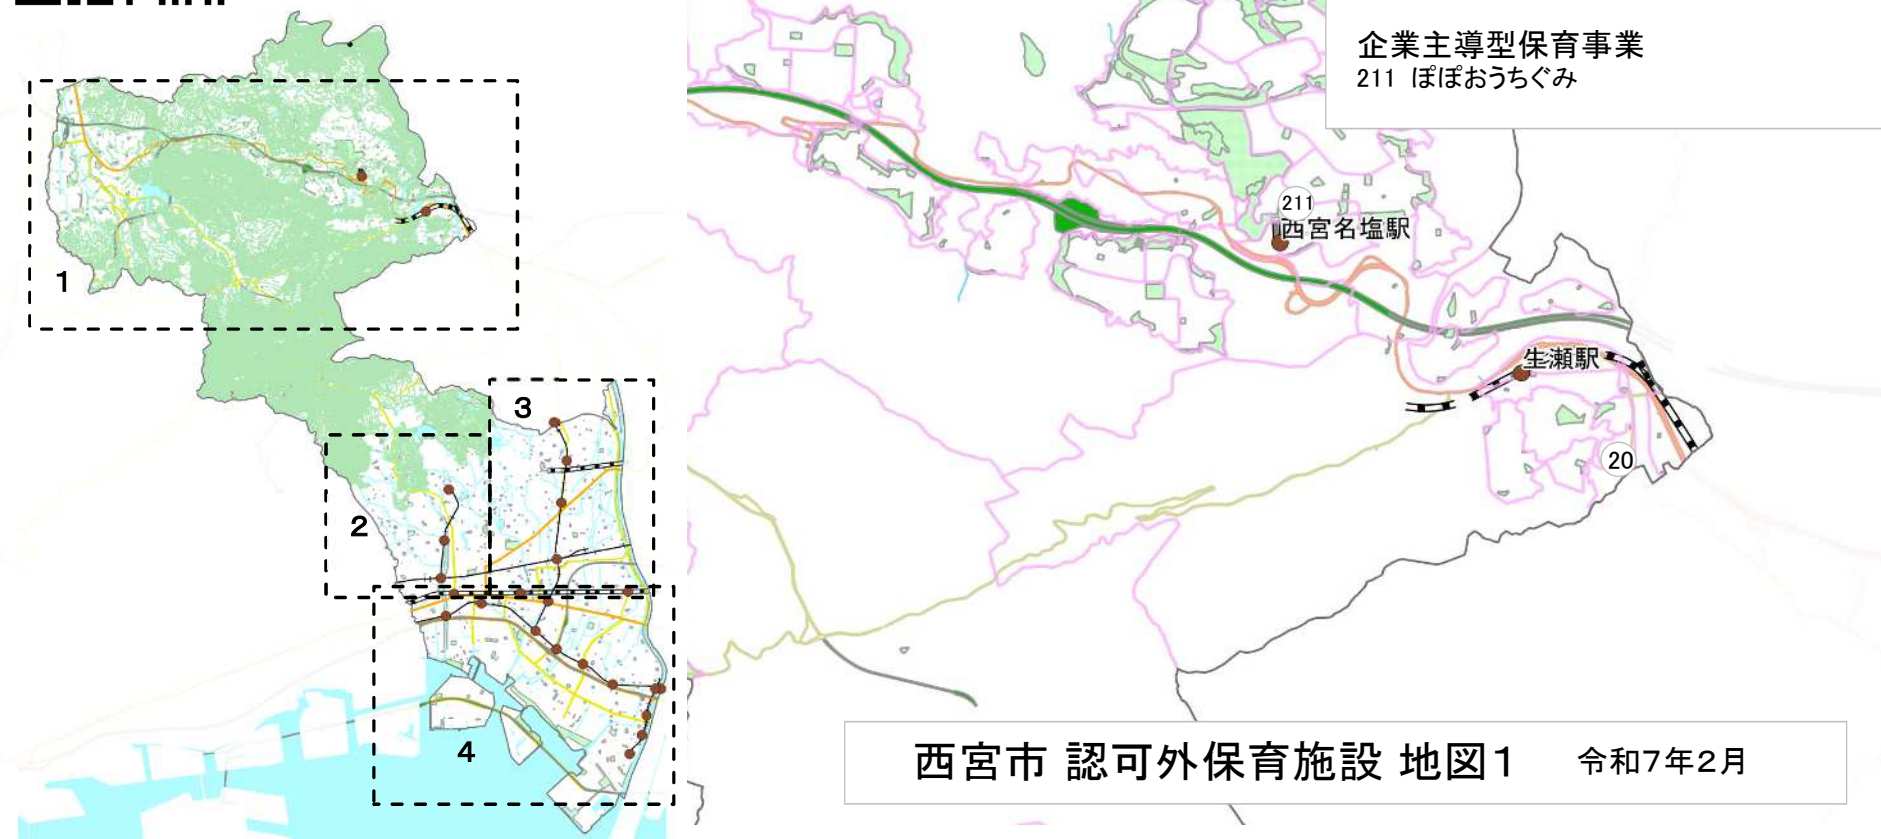 企業主導型保育事業
211 ぽぽおうちぐみ
211
西宮名塩駅
生瀬駅
20
1
3
2
4
西宮市 認可外保育施設 地図1 令和7年2月